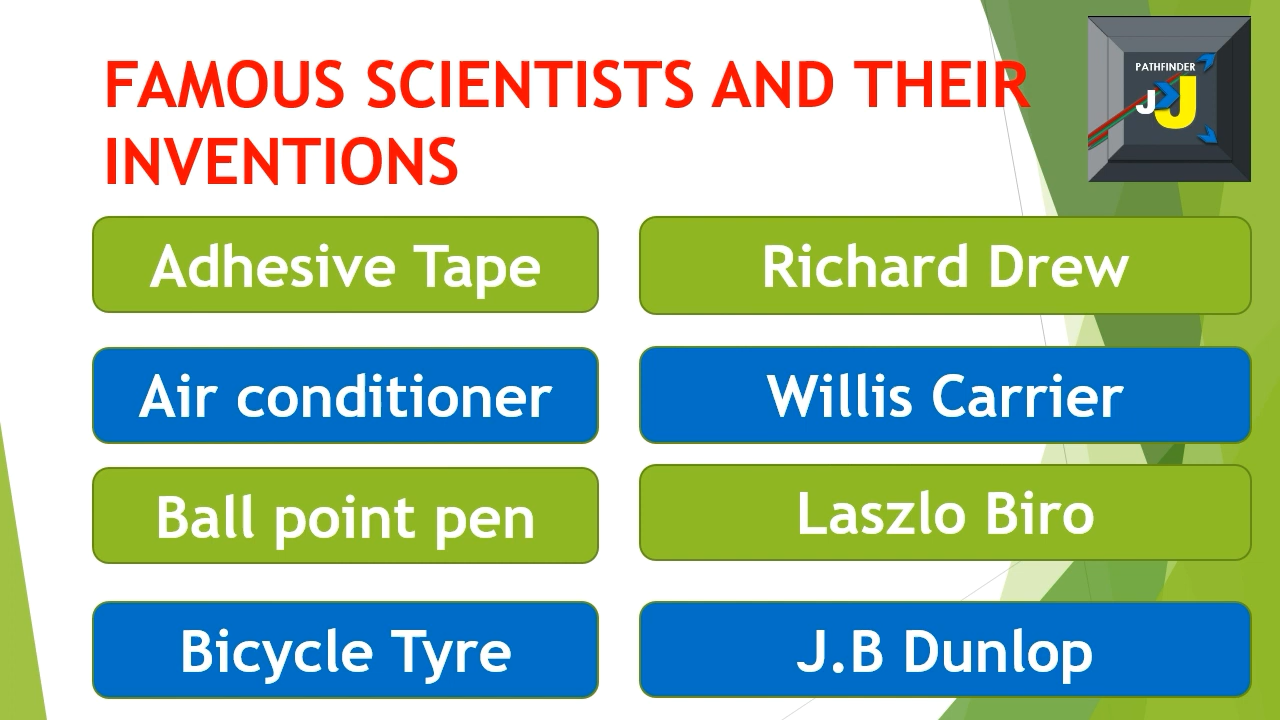 FAMOUS SCIENTISTS AND THEIR
INVENTIONS
PATHFINDER
JJ
Adhesive Tape
Richard Drew
Air conditioner
Willis Carrier
Ball point pen
Laszlo Biro
Bicycle Tyre
J.B Dunlop